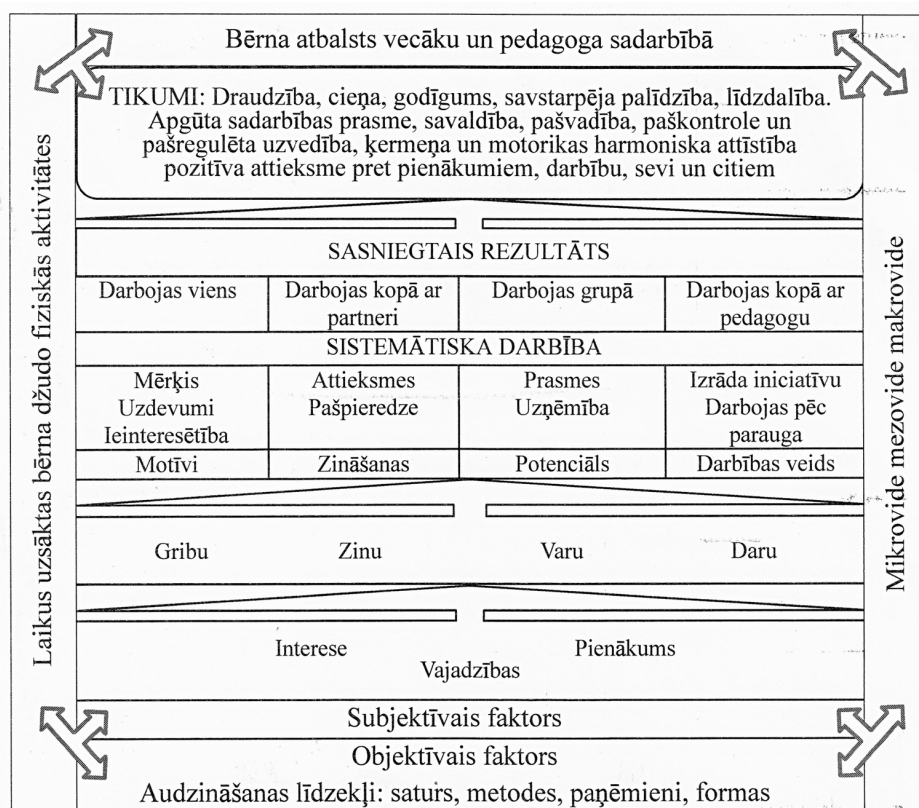 Bērna atbalsts vecāku un pedagoga sadarbībā
TIKUMI: Draudzība, cieņa, godīgums, savstarpēja palīdzība, līdzdalība.
Apgūta sadarbības prasme, savaldība, pašvadība, paškontrole un
pašregulēta uzvedība, ķermeņa un motorikas harmoniska attīstība
pozitīva attieksme pret pienākumiem, darbību, sevi un citiem
Laikus uzsāktas bērna džudo fiziskās aktivitātes
Mikrovide mezovide makrovide
SASNIEGTAIS REZULTĀTS
Darbojas viens
Darbojas kopā ar
partneri
Darbojas grupā
Darbojas kopā ar
pedagogu
SISTEMĀTISKA DARBĪBA
Mērķis
Uzdevumi
Ieinteresētība
Attieksmes
Pašpieredze
Prasmes
Uzņēmība
Izrāda iniciatīvu
Darbojas pēc
parauga
Motīvi
Zināšanas
Potenciāls
Darbības veids
Gribu
Zinu
Varu
Daru
Interese
Pienākums
Vajadzības
Subjektīvais faktors
Objektīvais faktors
Audzināšanas līdzekļi: saturs, metodes, paņēmieni, formas